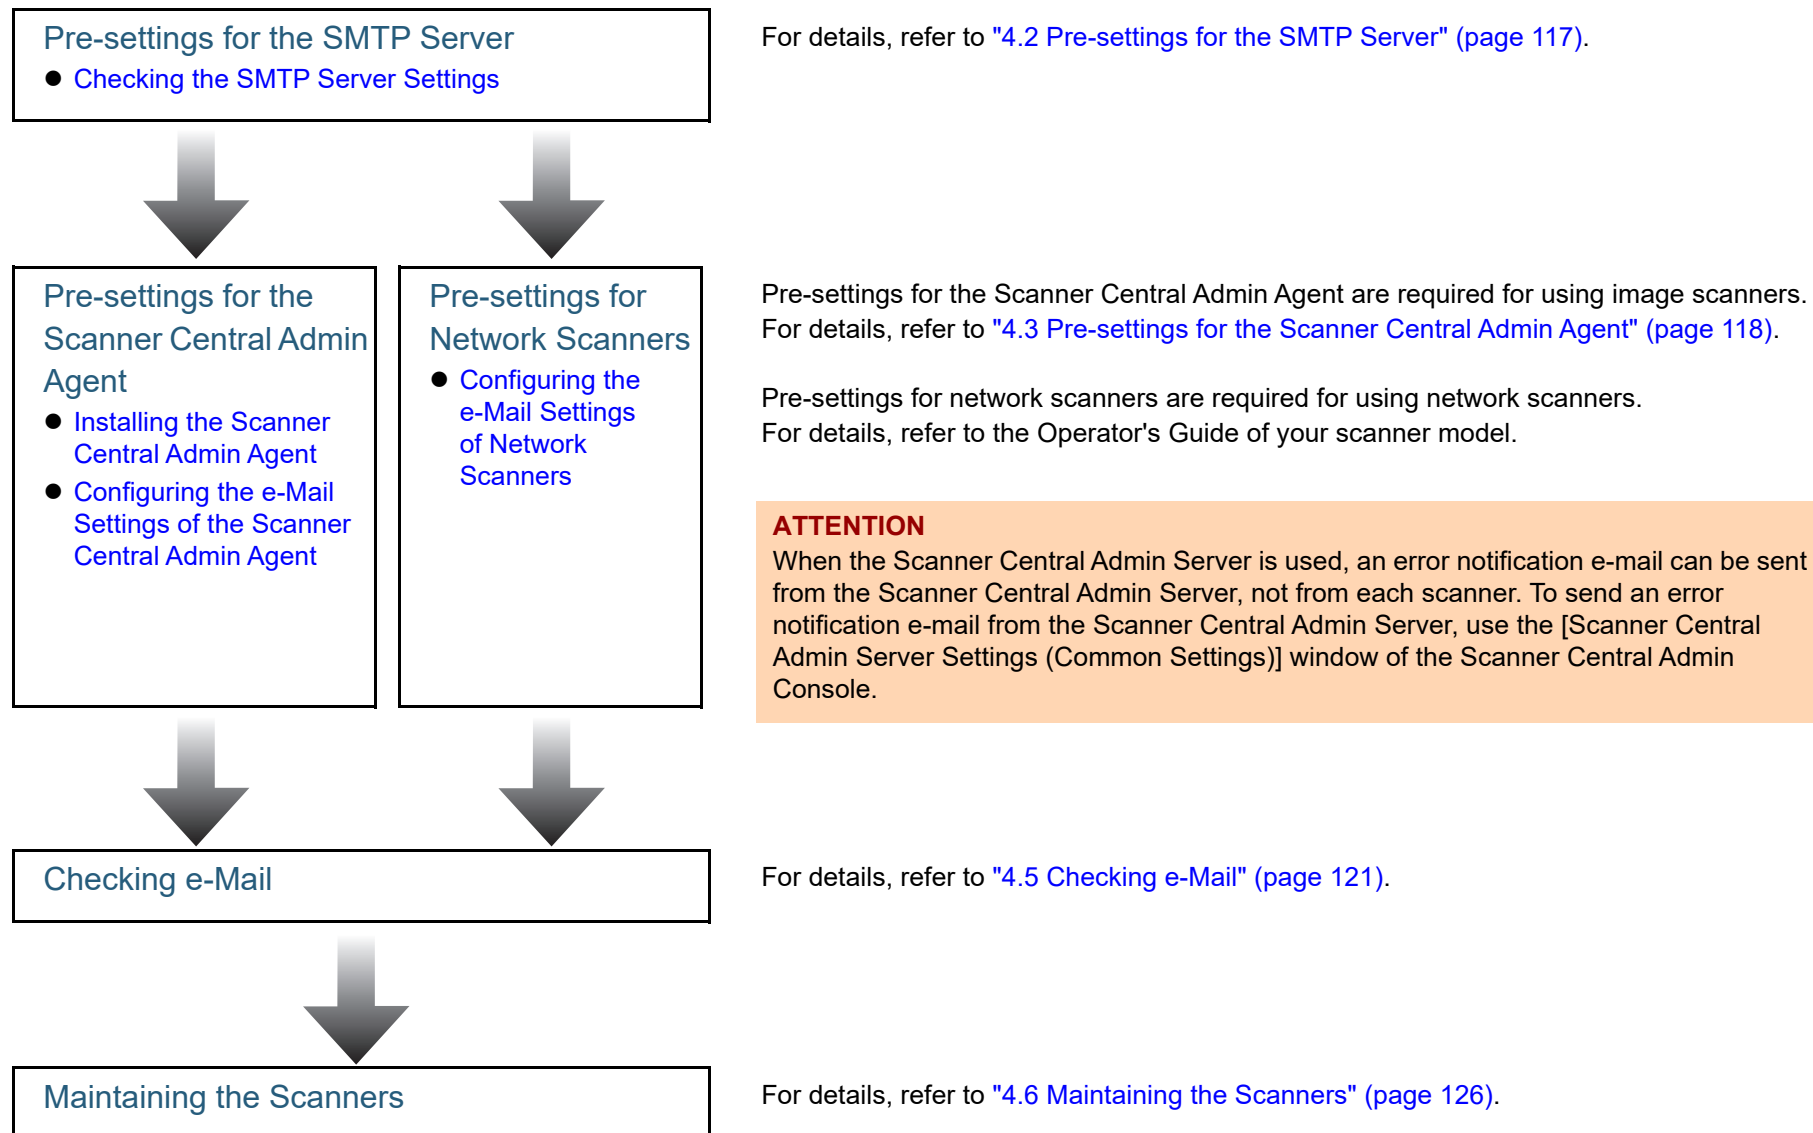 Pre-settings for the SMTP Server
● Checking the SMTP Server Settings
For details, refer to "4.2 Pre-settings for the SMTP Server" (page 117).
Pre-settings for the
Scanner Central Admin
Agent
● Installing the Scanner
Central Admin Agent
● Configuring the e-Mail
Settings of the Scanner
Central Admin Agent
Pre-settings for
Network Scanners
● Configuring the
e-Mail Settings
of Network
Scanners
Pre-settings for the Scanner Central Admin Agent are required for using image scanners.
For details, refer to "4.3 Pre-settings for the Scanner Central Admin Agent" (page 118).
Pre-settings for network scanners are required for using network scanners.
For details, refer to the Operator's Guide of your scanner model.
ATTENTION
When the Scanner Central Admin Server is used, an error notification e-mail can be sent
from the Scanner Central Admin Server, not from each scanner. To send an error
notification e-mail from the Scanner Central Admin Server, use the [Scanner Central
Admin Server Settings (Common Settings)] window of the Scanner Central Admin
Console.
Checking e-Mail
For details, refer to "4.5 Checking e-Mail" (page 121).
Maintaining the Scanners
For details, refer to "4.6 Maintaining the Scanners" (page 126).